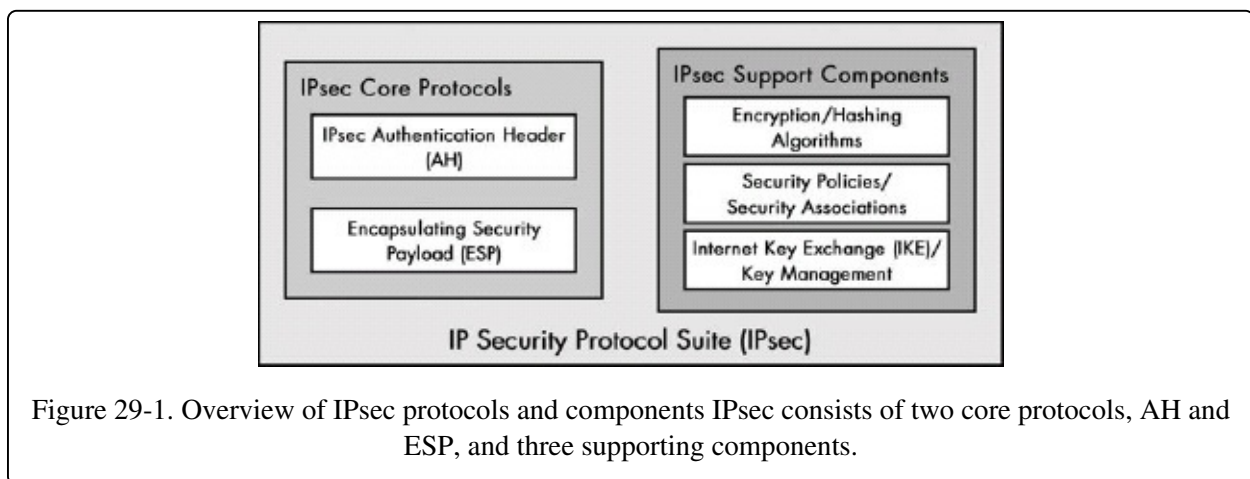 IPsec Core Protocols
IPsec Authentication Header
(AH)
Encapsulating Security
Payload (ESP)
IPsec Support Components
Encryption/Hashing
Algorithms
Security Policies/
Security Associations
Internet Key Exchange (IKE)/
Key Management
IP Security Protocol Suite (IPsec)
Figure 29-1. Overview of IPsec protocols and components IPsec consists of two core protocols, AH and
ESP, and three supporting components.